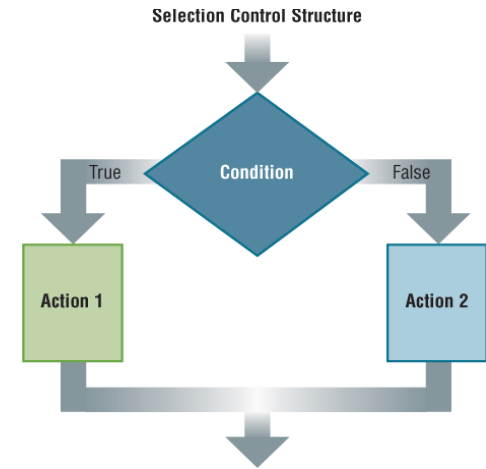 Selection Control Structure
Condition
True
False
Action 1
Action 2